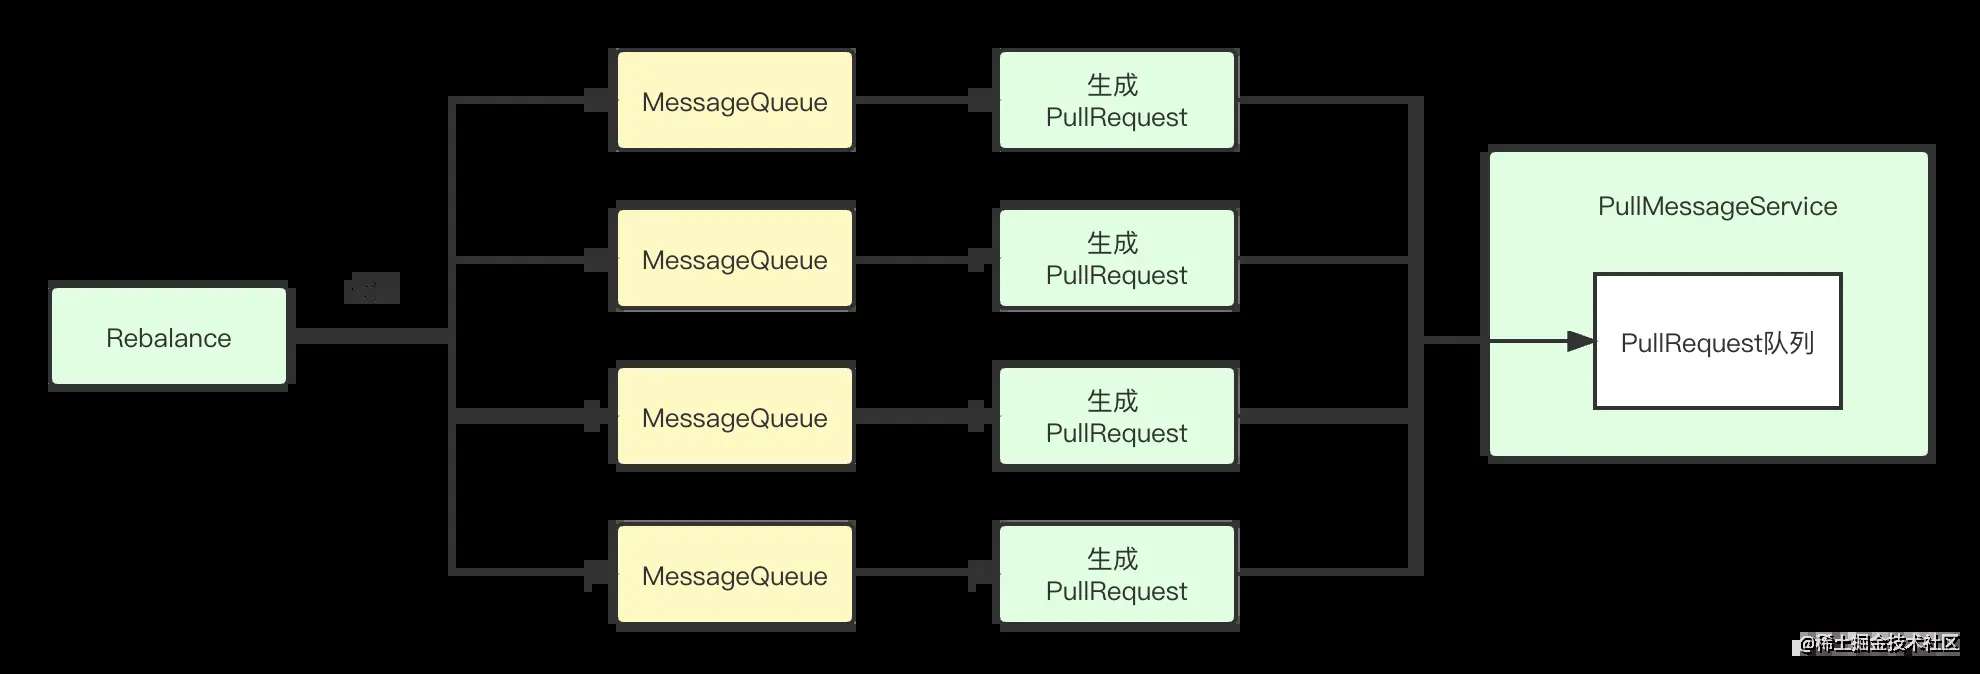 MessageQueue
生成
PullRequest
MessageQueue
生成
PullRequest
PullMessageService
Rebalance
PullRequest队列
MessageQueue
生成
PullRequest
MessageQueue
生成
PullRequest
@稀土掘金技术社区